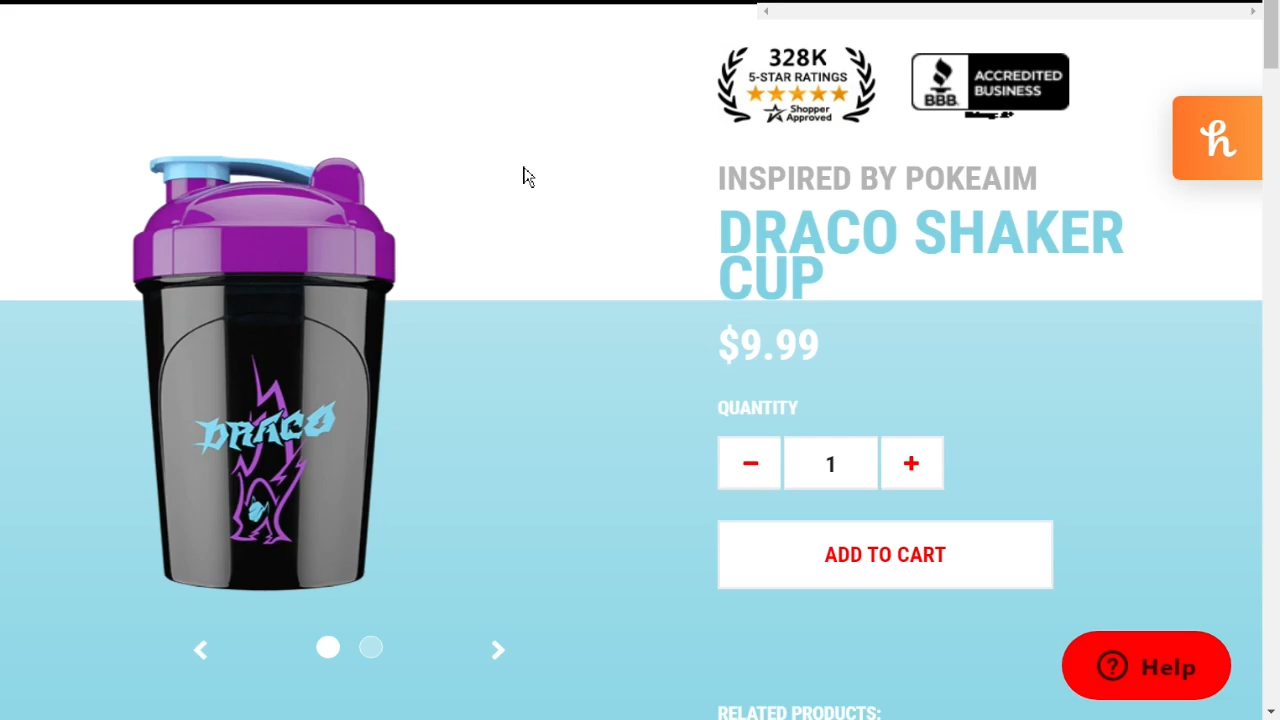 328K
5-STAR RATINGS
Shopper
Approved
BBB.
ACCREDITED
BUSINESS
INSPIRED BY POKEAIM
DRACO SHAKER
CUP
$9.99
QUANTITY
− 1 +
ADD TO CART
DRACO
Help
RELATED PRODUCTS: